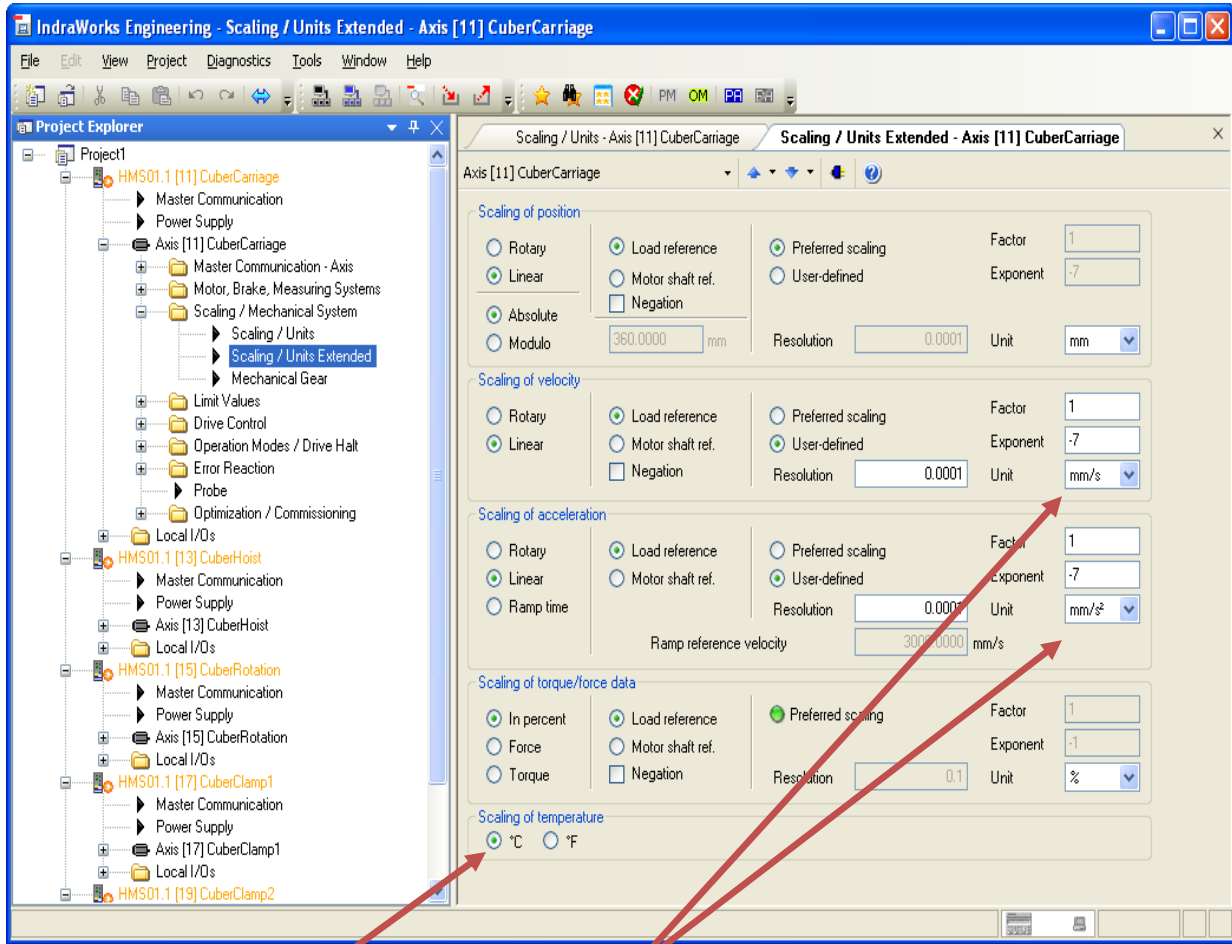 IndraWorks Engineering - Scaling / Units Extended - Axis [11] CuberCarriage
File Edit View Project Diagnostics Tools Window Help
PM OM
Project Explorer
Project1
HMS01.1 [11] CuberCarriage
Master Communication
Power Supply
Axis [11] CuberCarriage
Master Communication - Axis
Motor, Brake, Measuring Systems
Scaling / Mechanical System
Scaling / Units
Scaling / Units Extended
Mechanical Gear
Limit Values
Drive Control
Operation Modes / Drive Halt
Error Reaction
Probe
Optimization / Commissioning
Local I/Os
HMS01.1 [13] CuberHoist
Master Communication
Power Supply
Axis [13] CuberHoist
Local I/Os
HMS01.1 [15] CuberRotation
Master Communication
Power Supply
Axis [15] CuberRotation
Local I/Os
HMS01.1 [17] CuberClamp1
Master Communication
Power Supply
Axis [17] CuberClamp1
Local I/Os
HMS01.1 [19] CuberClamp2
Scaling / Units - Axis [11] CuberCarriage Scaling / Units Extended - Axis [11] CuberCarriage
Axis [11] CuberCarriage
Scaling of position
Rotary Load reference Preferred scaling Factor 1
Linear Motor shaft ref. User-defined Exponent -7
Negation
Absolute
Modulo 360.0000 mm Resolution 0.0001 Unit mm
Scaling of velocity
Rotary Load reference Preferred scaling Factor 1
Linear Motor shaft ref. User-defined Exponent -7
Negation Resolution 0.0001 Unit mm/s
Scaling of acceleration
Rotary Load reference Preferred scaling Factor 1
Linear Motor shaft ref. User-defined Exponent -7
Ramp time Resolution 0.0001 Unit mm/s²
Ramp reference velocity 3000.0000 mm/s
Scaling of torque/force data
In percent Load reference Preferred scaling Factor 1
Force Motor shaft ref. Exponent -1
Torque Negation Resolution 0.1 Unit %
Scaling of temperature
°C °F